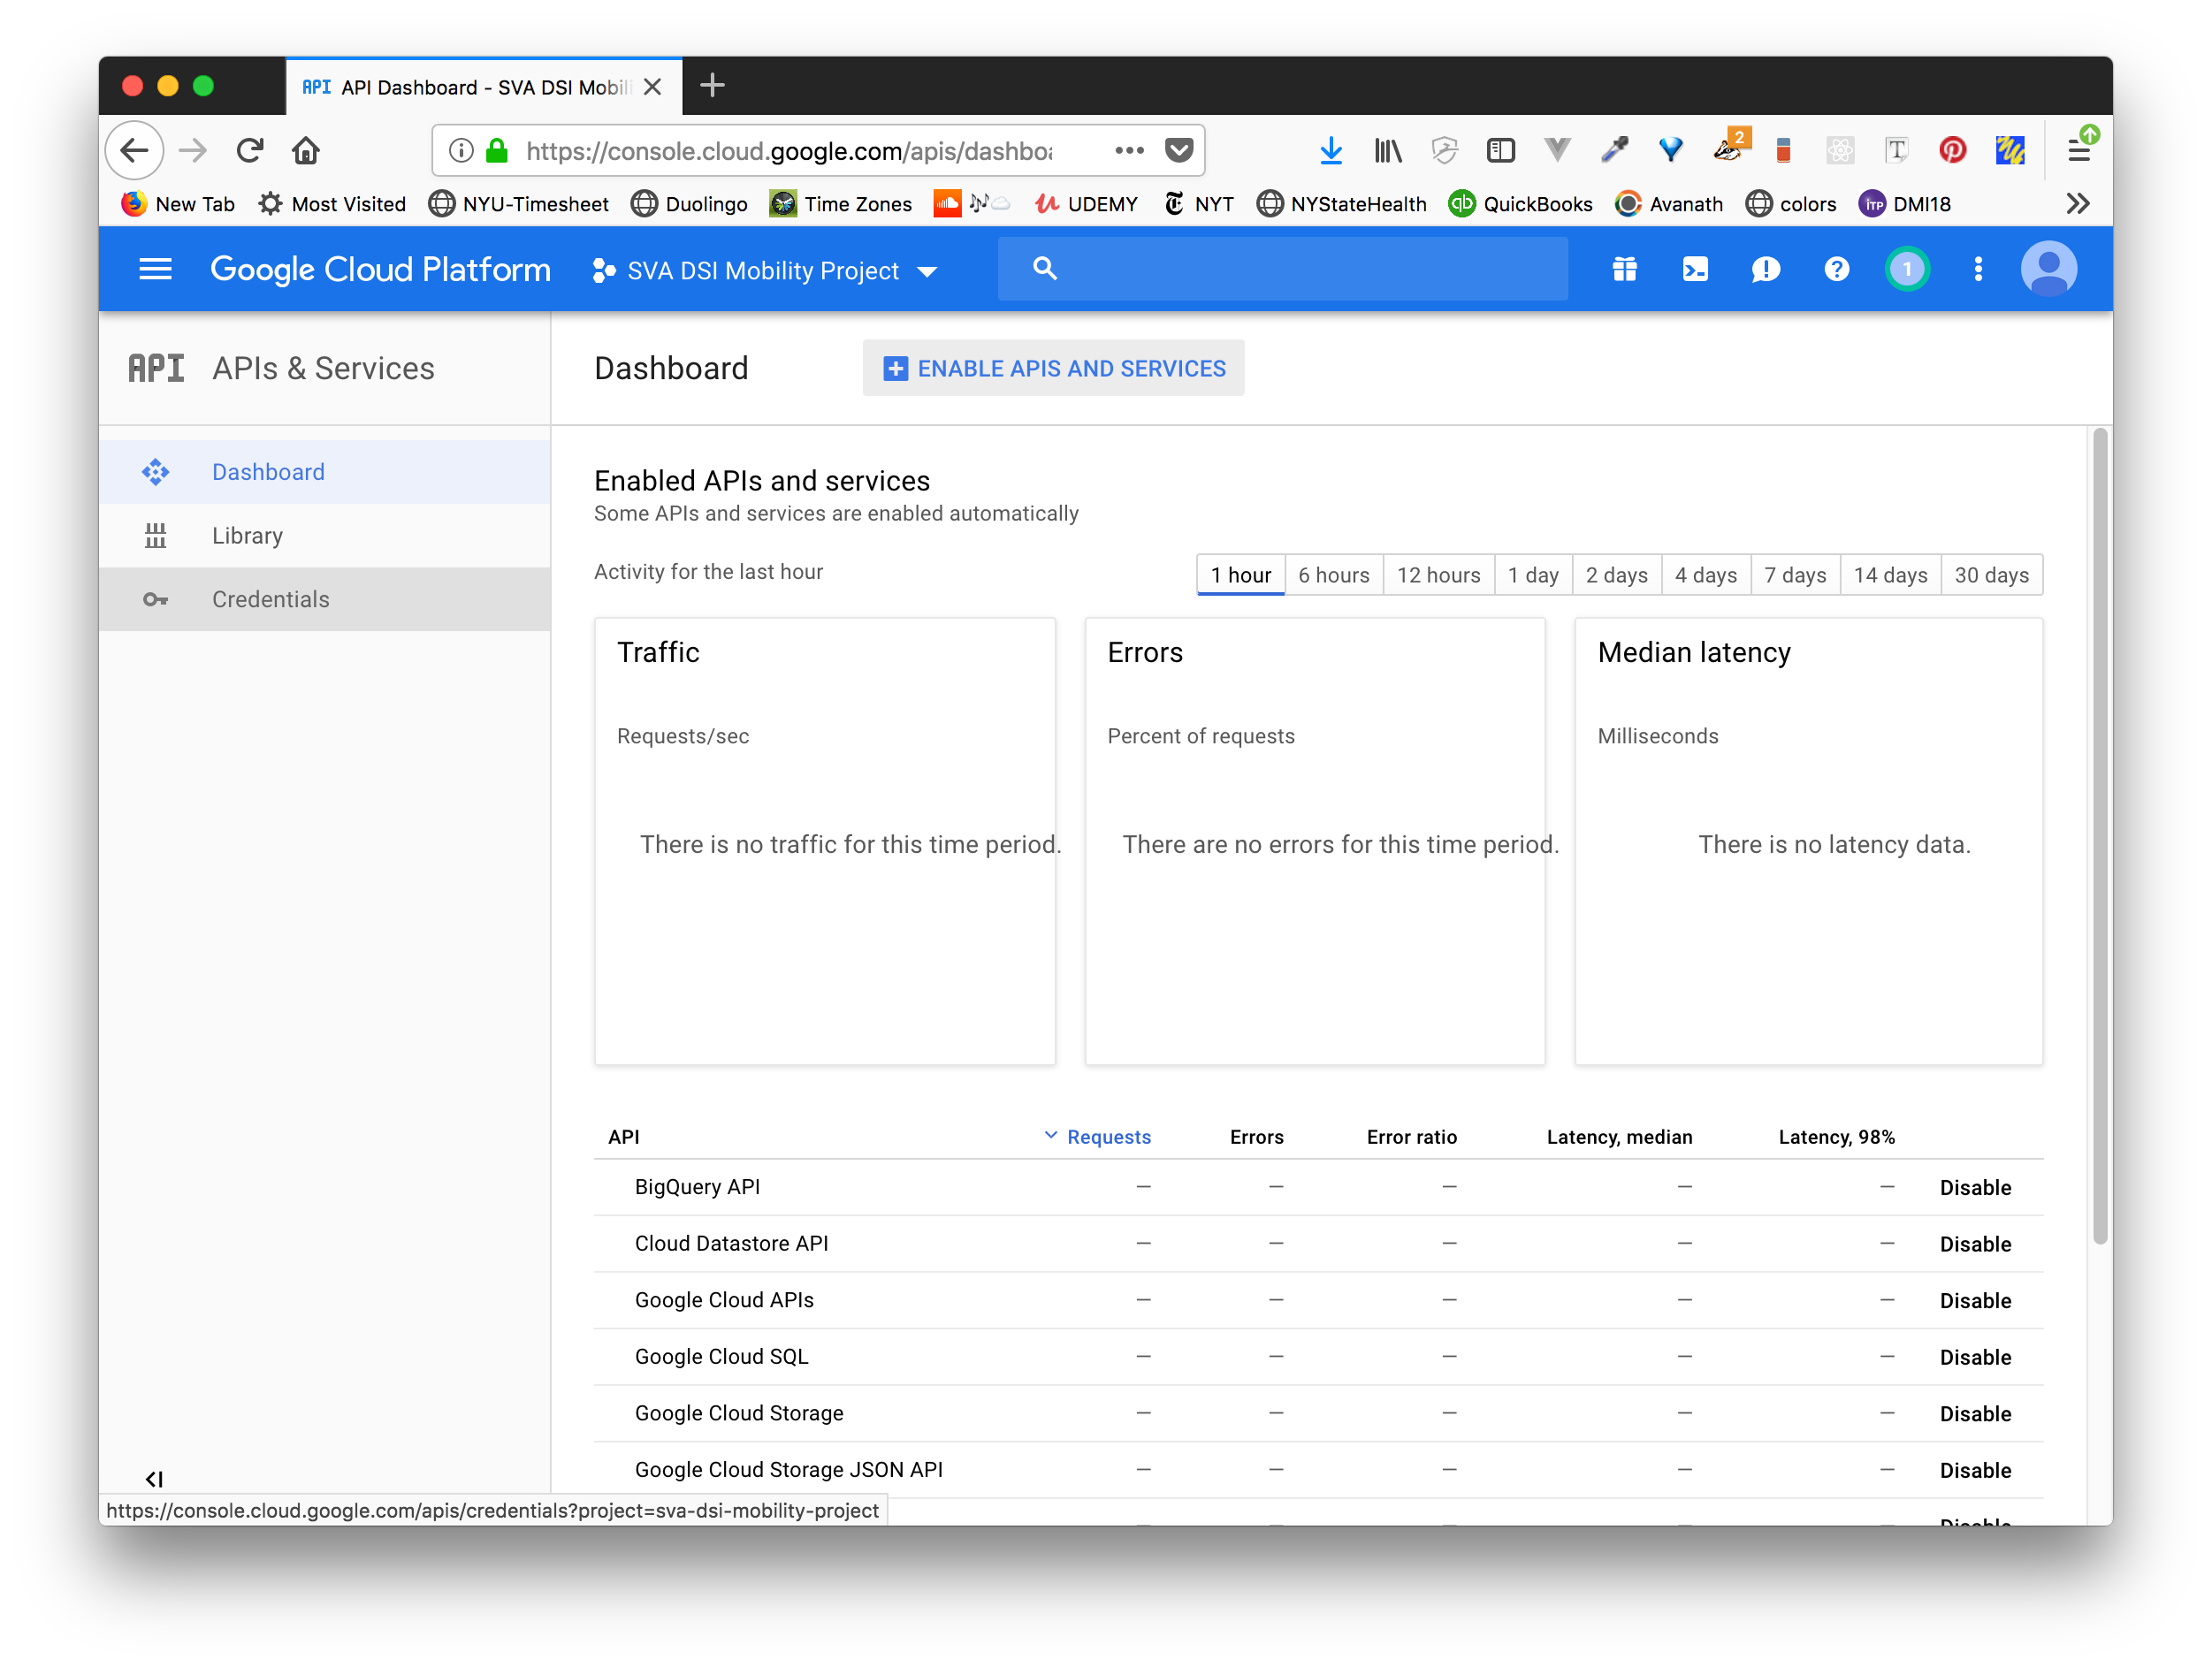 API API Dashboard - SVA DSI Mobili
https://console.cloud.google.com/apis/dashboa
2
New Tab Most Visited NYU-Timesheet Duolingo Time Zones UDEMY NYT NYStateHealth qb QuickBooks Avanath colors iTP DMI18
Google Cloud Platform SVA DSI Mobility Project 1
API APIs & Services
Dashboard ENABLE APIS AND SERVICES
Dashboard
Library
Credentials
Enabled APIs and services
Some APIs and services are enabled automatically
Activity for the last hour
1 hour 6 hours 12 hours 1 day 2 days 4 days 7 days 14 days 30 days
Traffic
Requests/sec
There is no traffic for this time period.
Errors
Percent of requests
There are no errors for this time period.
Median latency
Milliseconds
There is no latency data.
API Requests Errors Error ratio Latency, median Latency, 98%
BigQuery API — — — — — Disable
Cloud Datastore API — — — — — Disable
Google Cloud APIs — — — — — Disable
Google Cloud SQL — — — — — Disable
Google Cloud Storage — — — — — Disable
Google Cloud Storage JSON API — — — — — Disable
— — — — — Disable
https://console.cloud.google.com/apis/credentials?project=sva-dsi-mobility-project